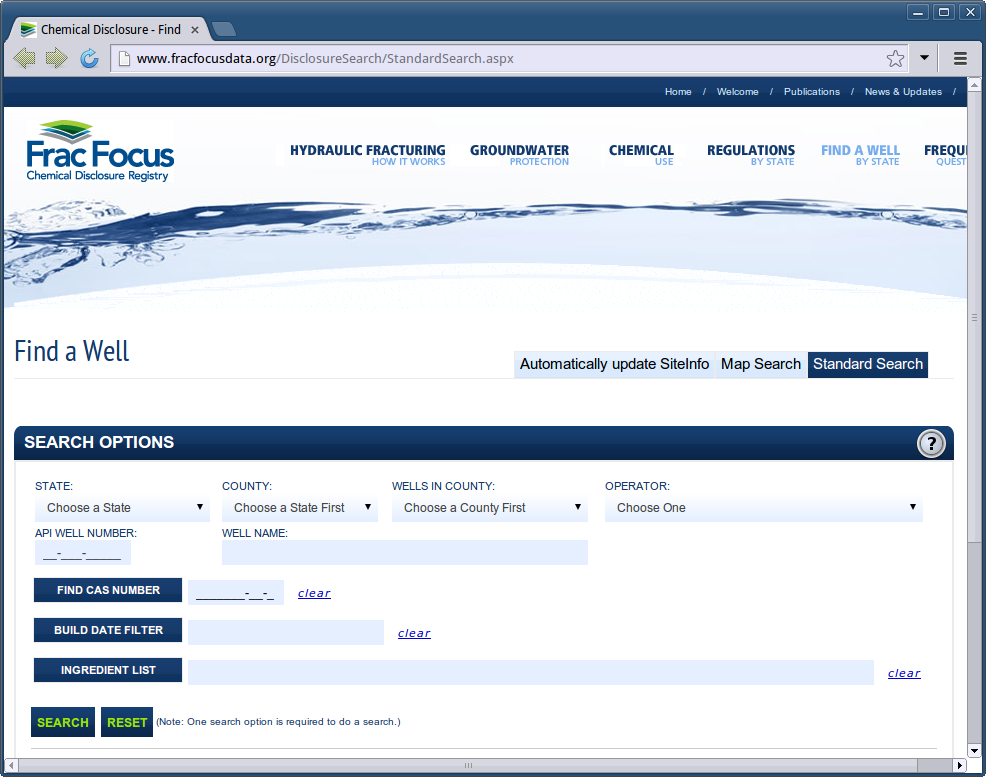 Chemical Disclosure - Find
www.fracfocusdata.org/DisclosureSearch/StandardSearch.aspx
Home / Welcome / Publications / News & Updates /
Frac Focus
Chemical Disclosure Registry
HYDRAULIC FRACTURING
HOW IT WORKS
GROUNDWATER
PROTECTION
CHEMICAL
USE
REGULATIONS
BY STATE
FIND A WELL
BY STATE
FREQU
QUEST
Find a Well
Automatically update SiteInfo Map Search Standard Search
SEARCH OPTIONS ?
STATE: COUNTY: WELLS IN COUNTY: OPERATOR:
Choose a State Choose a State First Choose a County First Choose One
API WELL NUMBER: WELL NAME:
__-___-_____
FIND CAS NUMBER _______-__-_ clear
BUILD DATE FILTER clear
INGREDIENT LIST clear
SEARCH RESET (Note: One search option is required to do a search.)